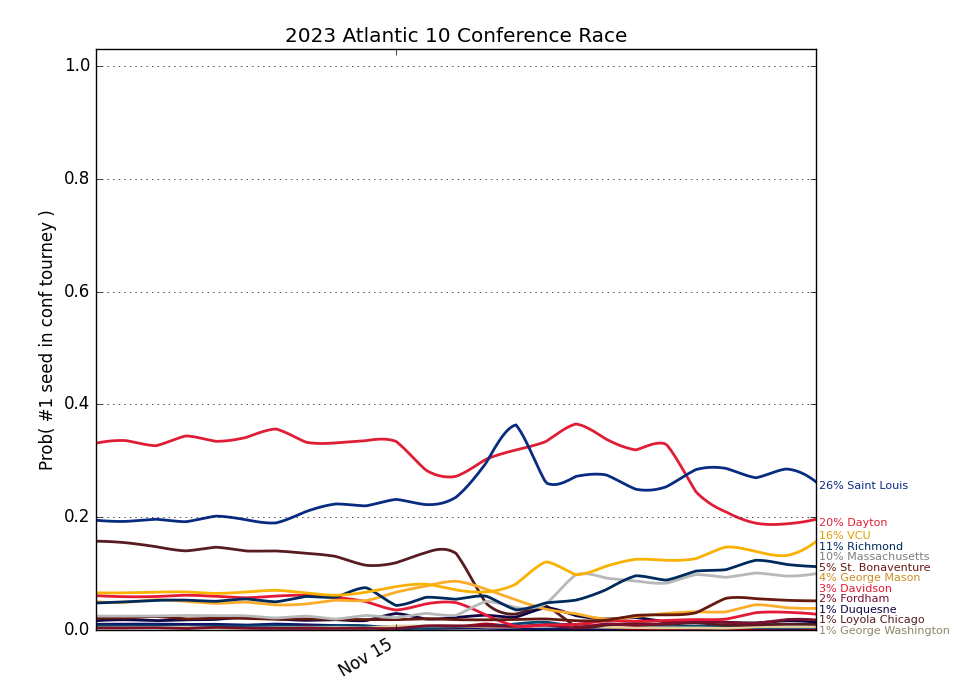 2023 Atlantic 10 Conference Race
Prob( #1 seed in conf tourney )
1.0
0.8
0.6
0.4
0.2
0.0
Nov 15
26% Saint Louis
20% Dayton
16% VCU
11% Richmond
10% Massachusetts
5% St. Bonaventure
4% George Mason
3% Davidson
2% Fordham
1% Duquesne
1% Loyola Chicago
1% George Washington